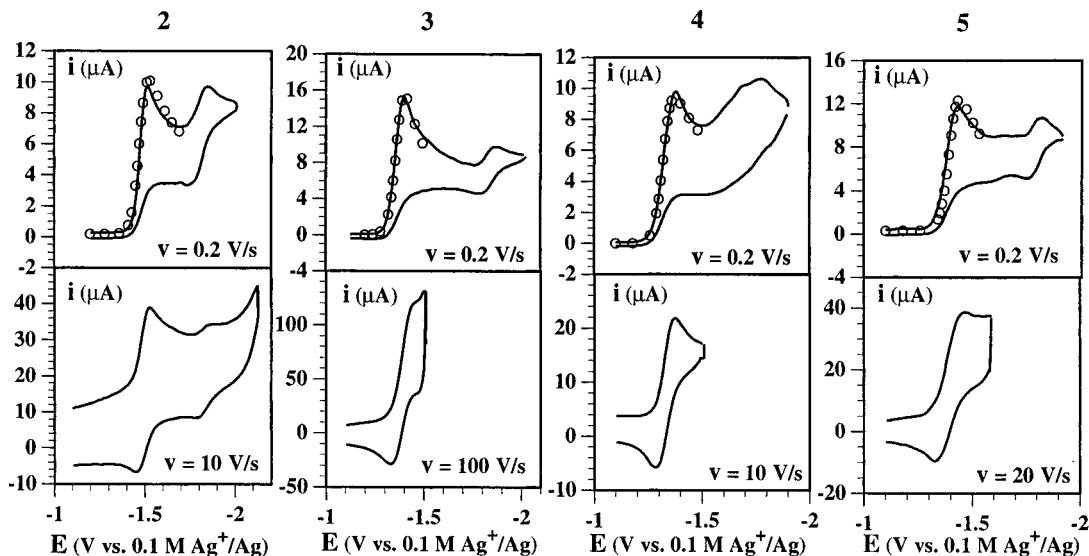 2 3 4 5
i (μA) i (μA) i (μA) i (μA)
12 20 12 16
10 16 10 12
8 12 8 8
6 8 6 4
4 4 4 0
2 0 2 -4
0 -4 0
-2 -2
v = 0.2 V/s v = 0.2 V/s v = 0.2 V/s v = 0.2 V/s
i (μA) i (μA) i (μA) i (μA)
50 100 30 60
40 50 20 40
30 0 10 20
20 -50 0 0
10 -10 -20
0
-10
v = 10 V/s v = 100 V/s v = 10 V/s v = 20 V/s
-1 -1.5 -2 -1 -1.5 -2 -1 -1.5 -2 -1 -1.5 -2
E (V vs. 0.1 M Ag⁺/Ag) E (V vs. 0.1 M Ag⁺/Ag) E (V vs. 0.1 M Ag⁺/Ag) E (V vs. 0.1 M Ag⁺/Ag)